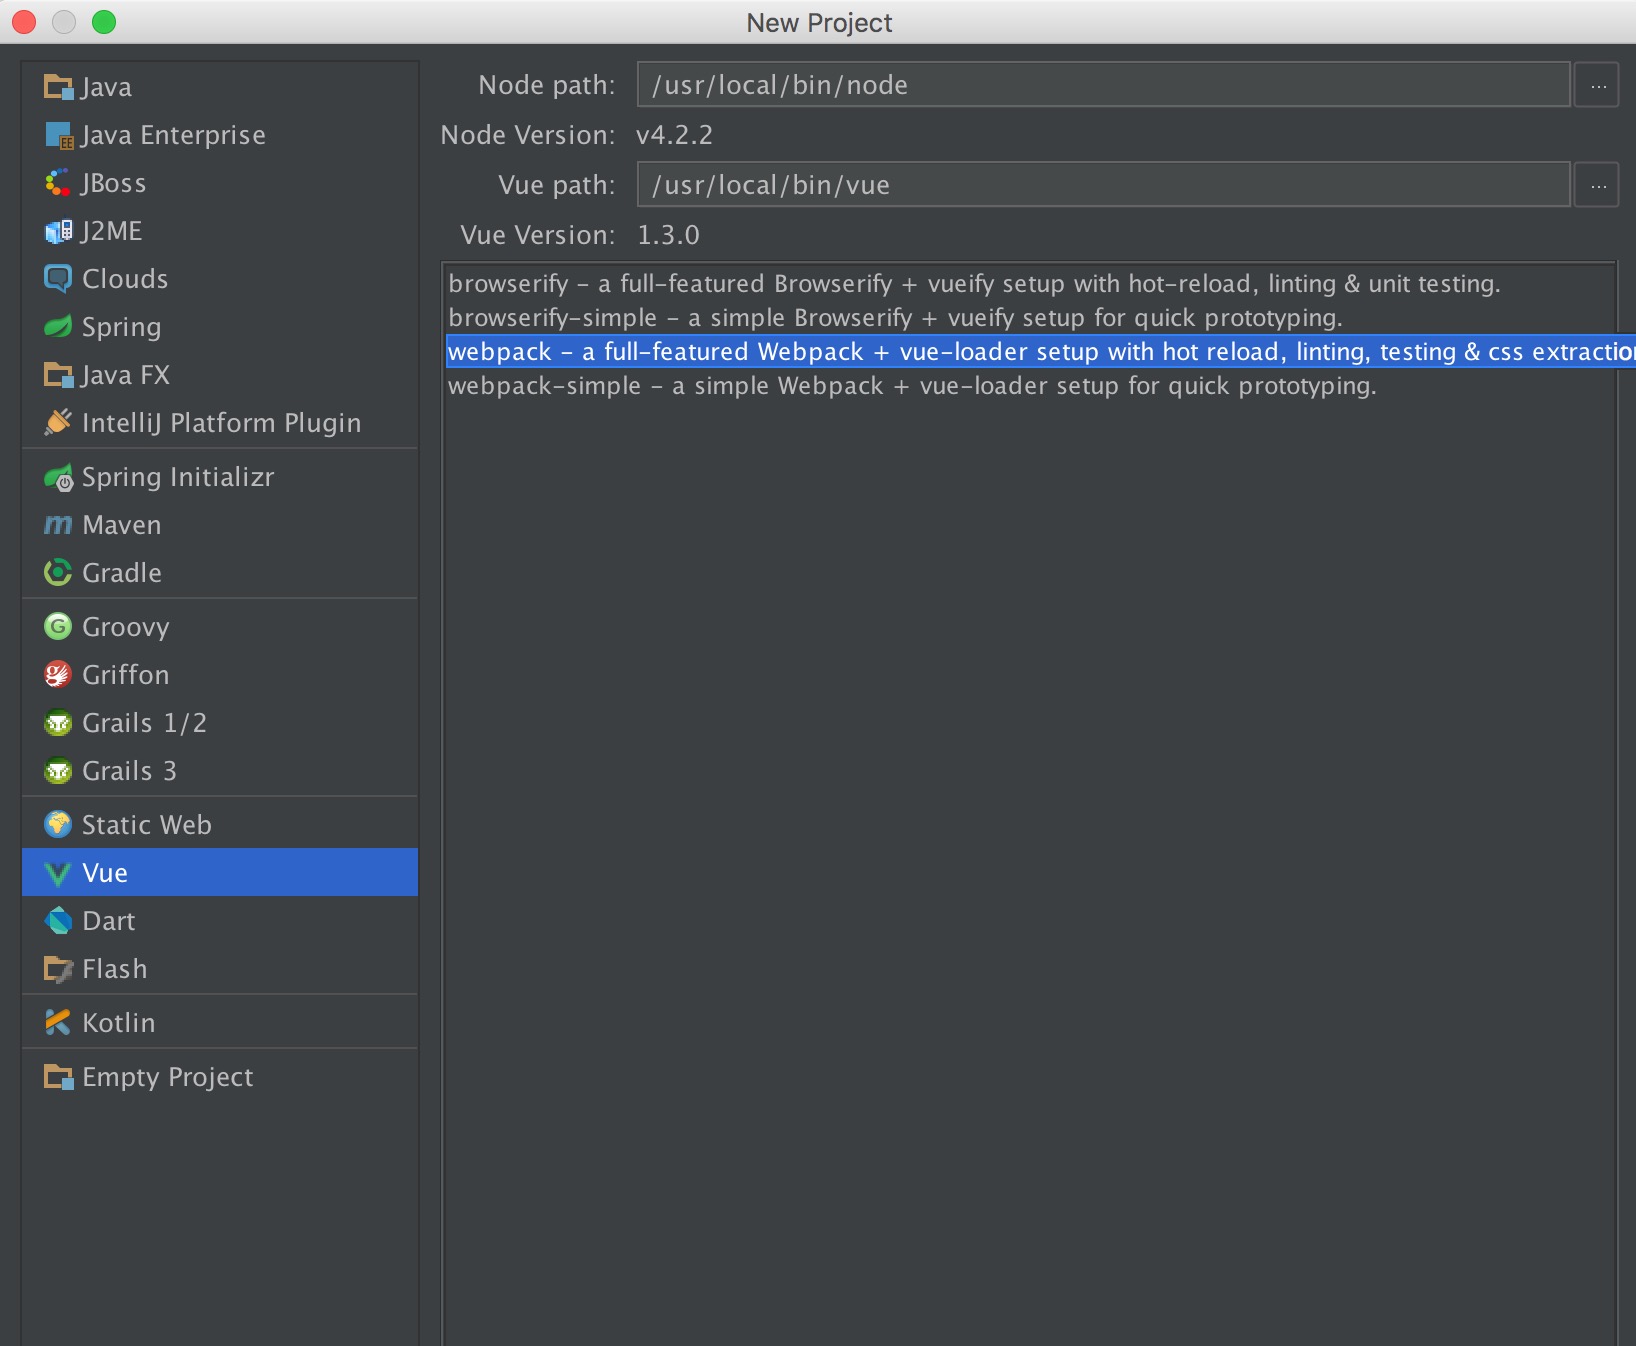 New Project
Java
Java Enterprise
JBoss
J2ME
Clouds
Spring
Java FX
IntelliJ Platform Plugin
Spring Initializr
Maven
Gradle
Groovy
Griffon
Grails 1/2
Grails 3
Static Web
Vue
Dart
Flash
Kotlin
Empty Project
Node path: /usr/local/bin/node ...
Node Version: v4.2.2
Vue path: /usr/local/bin/vue ...
Vue Version: 1.3.0
browserify – a full-featured Browserify + vueify setup with hot-reload, linting & unit testing.
browserify-simple – a simple Browserify + vueify setup for quick prototyping.
webpack – a full-featured Webpack + vue-loader setup with hot reload, linting, testing & css extraction
webpack-simple – a simple Webpack + vue-loader setup for quick prototyping.